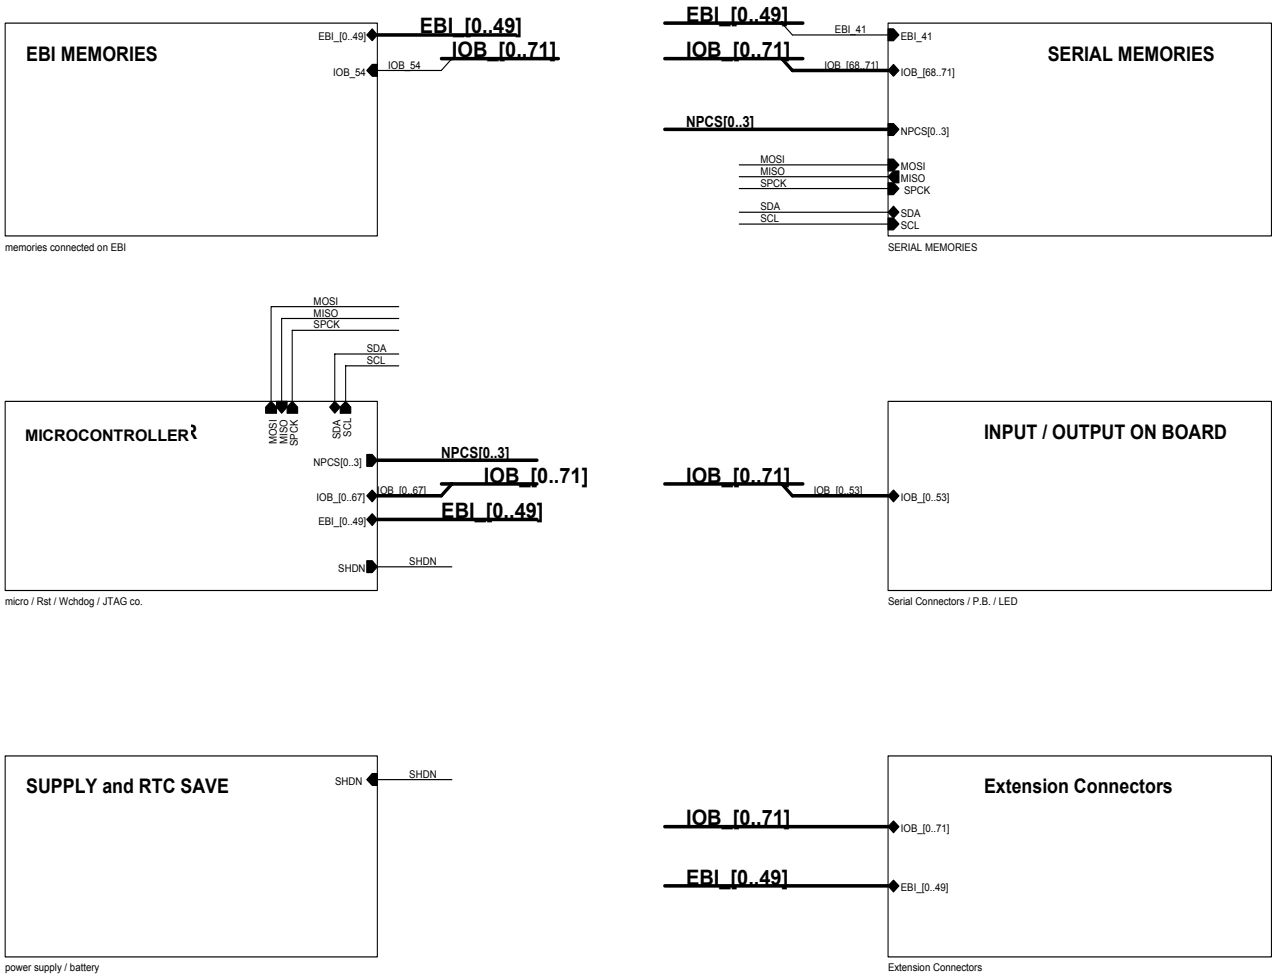 EBI MEMORIES
EBI_[0..49]
EBI_[0..49]
IOB_[0..71]
IOB_54
IOB_54
memories connected on EBI
EBI_[0..49]
EBI_41
EBI_41
SERIAL MEMORIES
IOB_[0..71]
IOB_[68..71]
IOB_[68..71]
NPCS[0..3]
NPCS[0..3]
MOSI
MOSI
MISO
MISO
SPCK
SPCK
SDA
SDA
SCL
SCL
SERIAL MEMORIES
MOSI
MISO
SPCK
SDA
SCL
MICROCONTROLLER
MOSI
MISO
SPCK
SDA
SCL
NPCS[0..3]
NPCS[0..3]
IOB_[0..71]
IOB_[0..67]
IOB_[0..67]
EBI_[0..49]
EBI_[0..49]
SHDN
SHDN
micro / Rst / Wchdog / JTAG co.
INPUT / OUTPUT ON BOARD
IOB_[0..71]
IOB_[0..53]
IOB_[0..53]
Serial Connectors / P.B. / LED
SUPPLY and RTC SAVE
SHDN
SHDN
power supply / battery
Extension Connectors
IOB_[0..71]
IOB_[0..71]
EBI_[0..49]
EBI_[0..49]
Extension Connectors